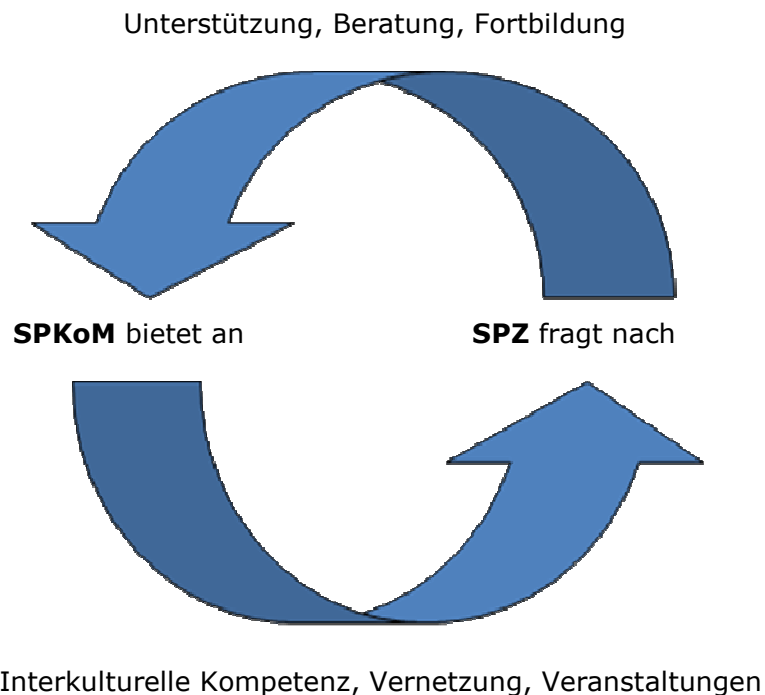 Unterstützung, Beratung, Fortbildung
SPKoM bietet an
SPZ fragt nach
Interkulturelle Kompetenz, Vernetzung, Veranstaltungen